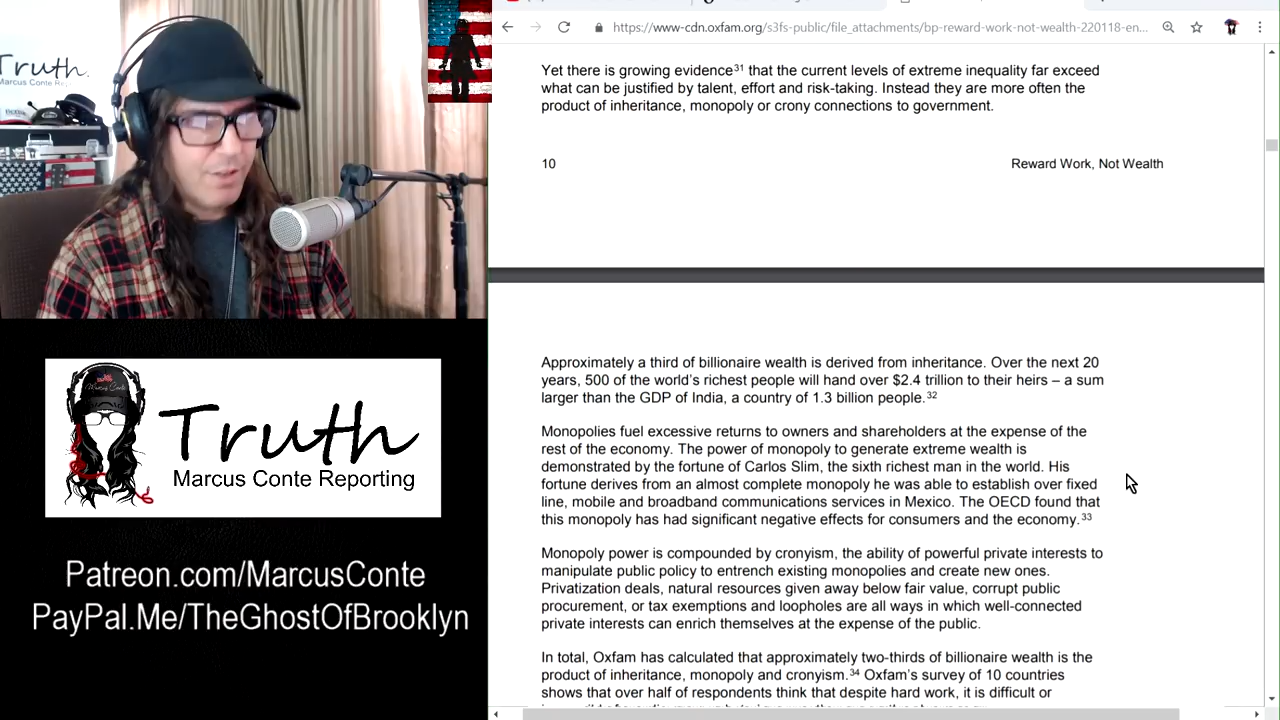 Truth.
Marcus Conte Reporting
Truth
Marcus Conte Reporting
Patreon.com/MarcusConte
PayPal.Me/TheGhostOfBrooklyn
https://www-cdn.oxfam.org/s3fs-public/file_attachments/bp-reward-work-not-wealth-220118-en...
Yet there is growing evidence31 that the current levels of extreme inequality far exceed
what can be justified by talent, effort and risk-taking. Instead they are more often the
product of inheritance, monopoly or crony connections to government.
10 Reward Work, Not Wealth
Approximately a third of billionaire wealth is derived from inheritance. Over the next 20
years, 500 of the world's richest people will hand over $2.4 trillion to their heirs – a sum
larger than the GDP of India, a country of 1.3 billion people.32
Monopolies fuel excessive returns to owners and shareholders at the expense of the
rest of the economy. The power of monopoly to generate extreme wealth is
demonstrated by the fortune of Carlos Slim, the sixth richest man in the world. His
fortune derives from an almost complete monopoly he was able to establish over fixed
line, mobile and broadband communications services in Mexico. The OECD found that
this monopoly has had significant negative effects for consumers and the economy.33
Monopoly power is compounded by cronyism, the ability of powerful private interests to
manipulate public policy to entrench existing monopolies and create new ones.
Privatization deals, natural resources given away below fair value, corrupt public
procurement, or tax exemptions and loopholes are all ways in which well-connected
private interests can enrich themselves at the expense of the public.
In total, Oxfam has calculated that approximately two-thirds of billionaire wealth is the
product of inheritance, monopoly and cronyism.34 Oxfam's survey of 10 countries
shows that over half of respondents think that despite hard work, it is difficult or